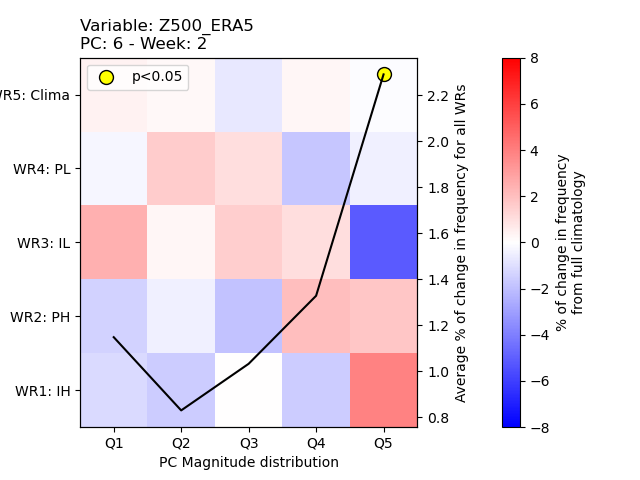 Variable: Z500_ERA5
PC: 6 - Week: 2
p<0.05
WR5: Clima
WR4: PL
WR3: IL
WR2: PH
WR1: IH
Q1 Q2 Q3 Q4 Q5
PC Magnitude distribution
2.2
2.0
1.8
1.6
1.4
1.2
1.0
0.8
Average % of change in frequency for all WRs
8
6
4
2
0
−2
−4
−6
−8
% of change in frequency
from full climatology